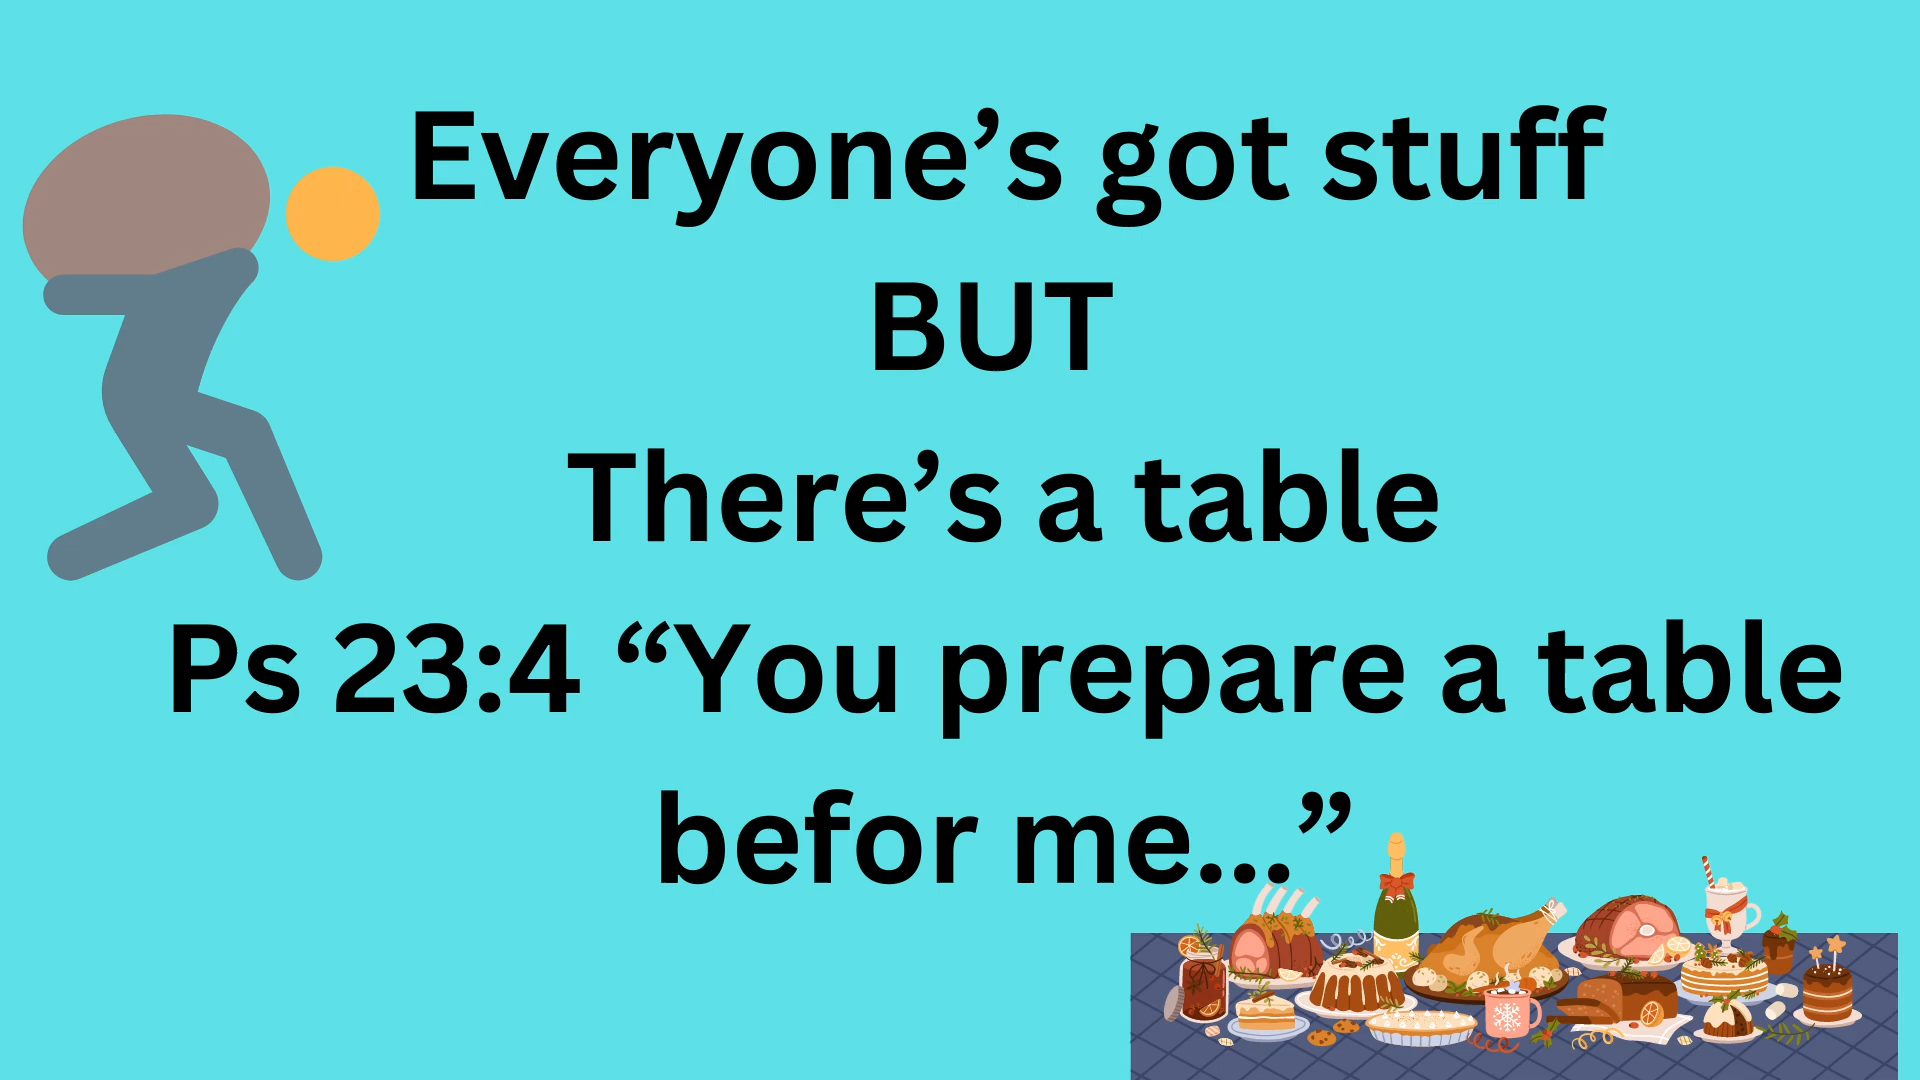 Everyone’s got stuff
BUT
There’s a table
Ps 23:4 “You prepare a table
befor me...”